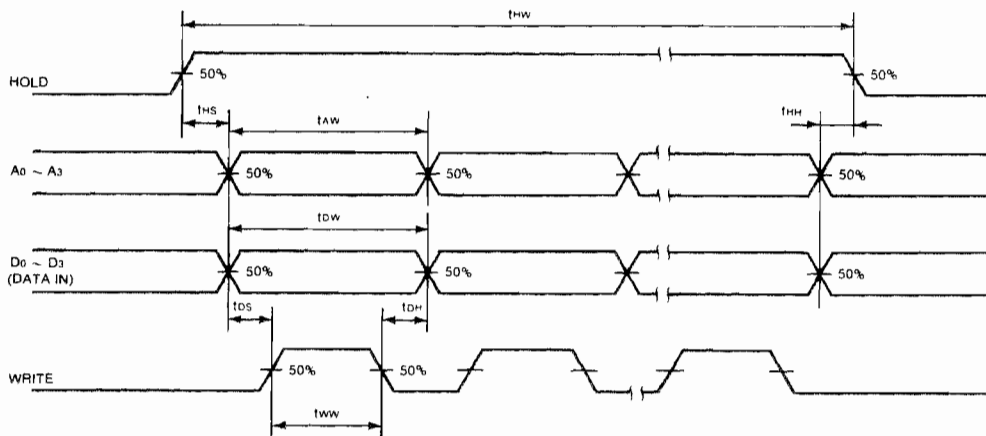 tHW
HOLD 50% 50%
tHS tAW tHH
A0 ~ A3 50% 50% 50%
tDW
D0 ~ D3 50% 50% 50%
(DATA IN)
tDS tDH
WRITE 50% 50%
tWW